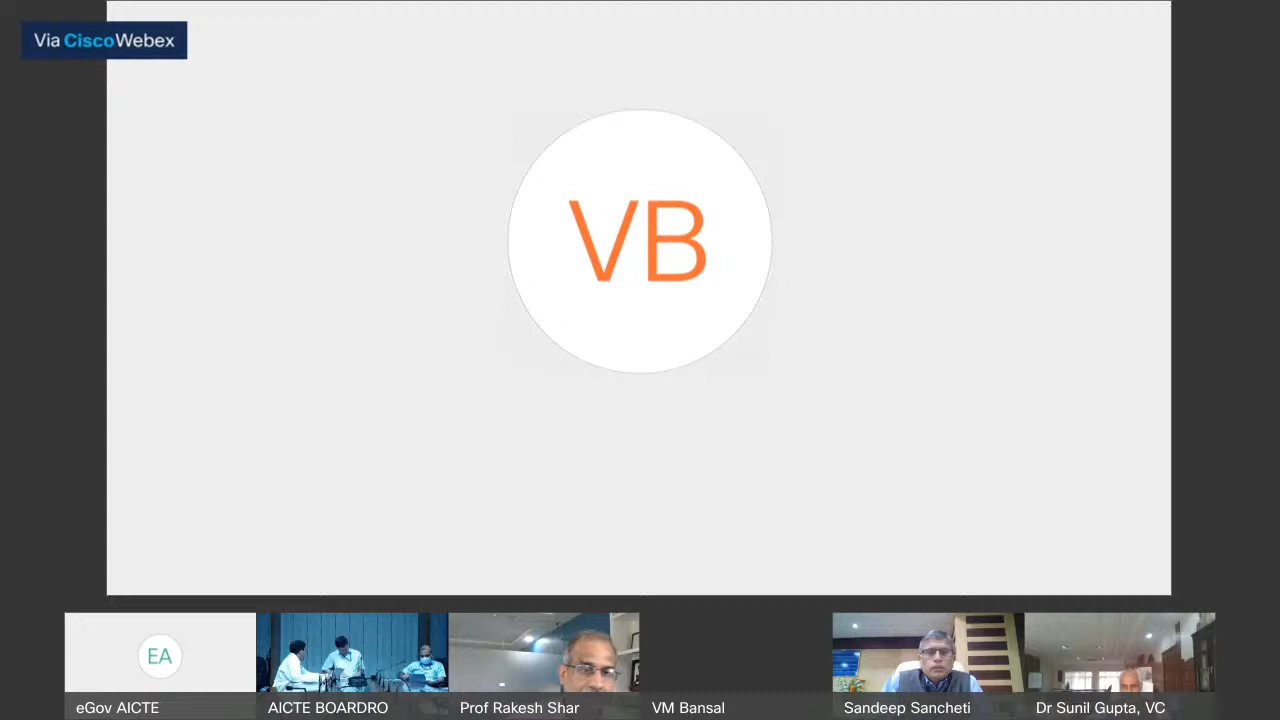 Via CiscoWebex
VB
EA
eGov AICTE
AICTE BOARDRO
Prof Rakesh Shar
VM Bansal
Sandeep Sancheti
Dr Sunil Gupta, VC